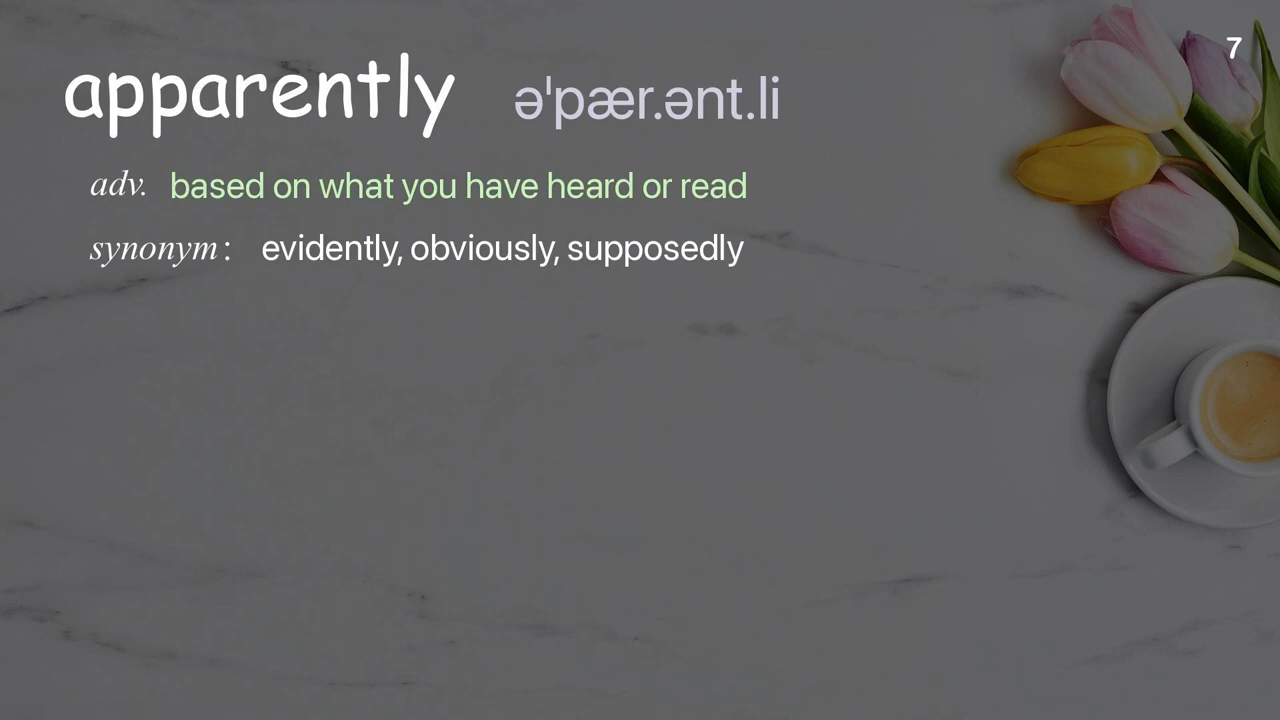 7
apparently əˈpær.ənt.li
adv. based on what you have heard or read
synonym: evidently, obviously, supposedly